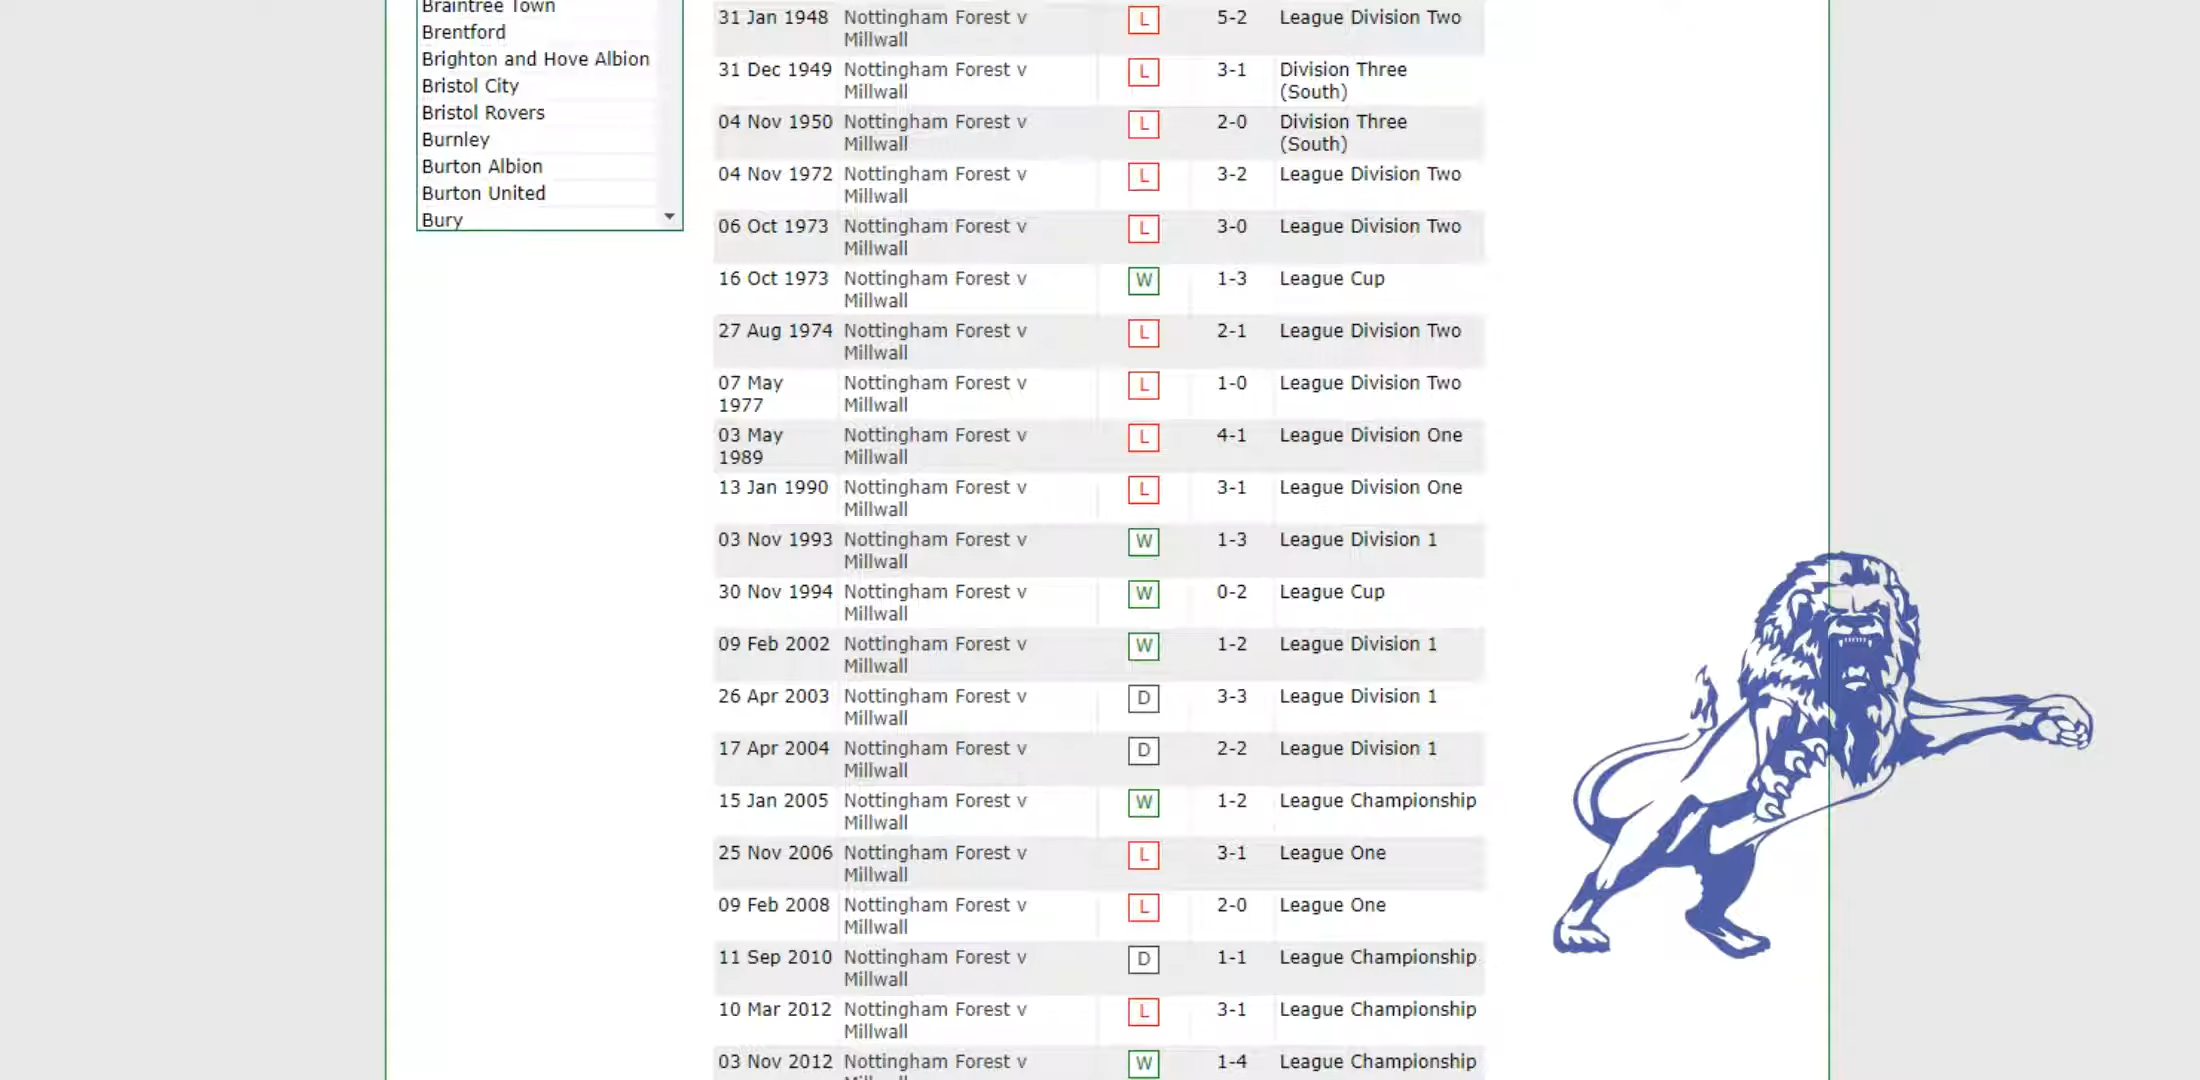 Braintree Town
Brentford
Brighton and Hove Albion
Bristol City
Bristol Rovers
Burnley
Burton Albion
Burton United
Bury
31 Jan 1948 Nottingham Forest v L 5-2 League Division Two
Millwall
31 Dec 1949 Nottingham Forest v L 3-1 Division Three
Millwall (South)
04 Nov 1950 Nottingham Forest v L 2-0 Division Three
Millwall (South)
04 Nov 1972 Nottingham Forest v L 3-2 League Division Two
Millwall
06 Oct 1973 Nottingham Forest v L 3-0 League Division Two
Millwall
16 Oct 1973 Nottingham Forest v W 1-3 League Cup
Millwall
27 Aug 1974 Nottingham Forest v L 2-1 League Division Two
Millwall
07 May Nottingham Forest v L 1-0 League Division Two
1977 Millwall
03 May Nottingham Forest v L 4-1 League Division One
1989 Millwall
13 Jan 1990 Nottingham Forest v L 3-1 League Division One
Millwall
03 Nov 1993 Nottingham Forest v W 1-3 League Division 1
Millwall
30 Nov 1994 Nottingham Forest v W 0-2 League Cup
Millwall
09 Feb 2002 Nottingham Forest v W 1-2 League Division 1
Millwall
26 Apr 2003 Nottingham Forest v D 3-3 League Division 1
Millwall
17 Apr 2004 Nottingham Forest v D 2-2 League Division 1
Millwall
15 Jan 2005 Nottingham Forest v W 1-2 League Championship
Millwall
25 Nov 2006 Nottingham Forest v L 3-1 League One
Millwall
09 Feb 2008 Nottingham Forest v L 2-0 League One
Millwall
11 Sep 2010 Nottingham Forest v D 1-1 League Championship
Millwall
10 Mar 2012 Nottingham Forest v L 3-1 League Championship
Millwall
03 Nov 2012 Nottingham Forest v W 1-4 League Championship